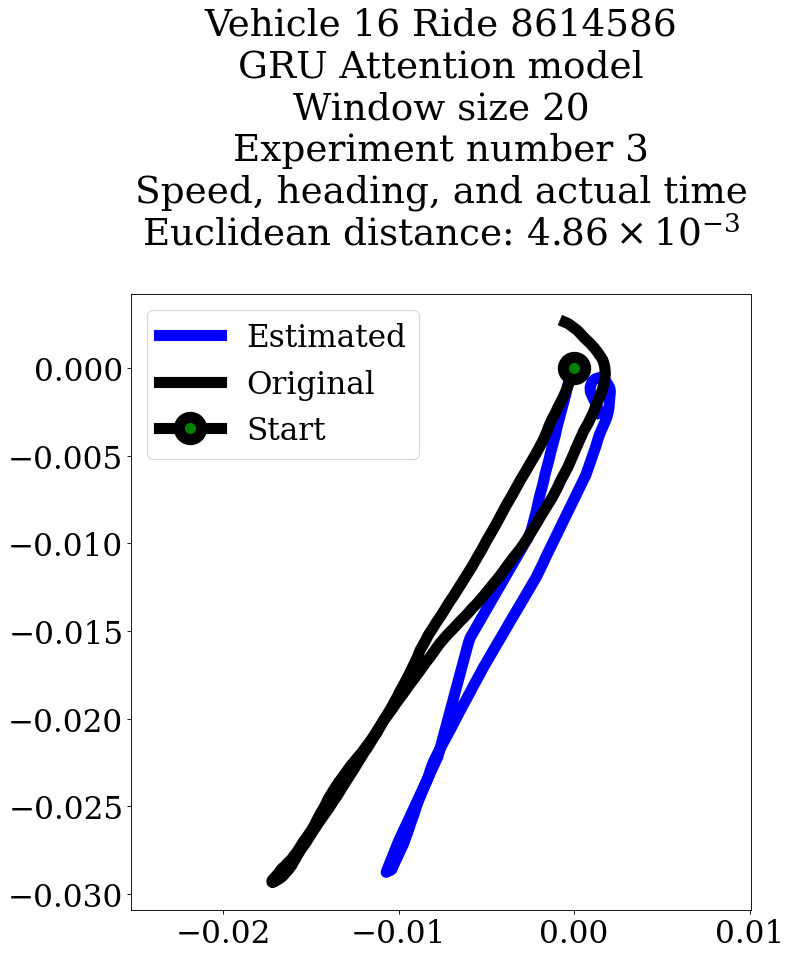 Vehicle 16 Ride 8614586
GRU Attention model
Window size 20
Experiment number 3
Speed, heading, and actual time
Euclidean distance: 4.86 × 10⁻³
Estimated
Original
Start
0.000
−0.005
−0.010
−0.015
−0.020
−0.025
−0.030
−0.02
−0.01
0.00
0.01